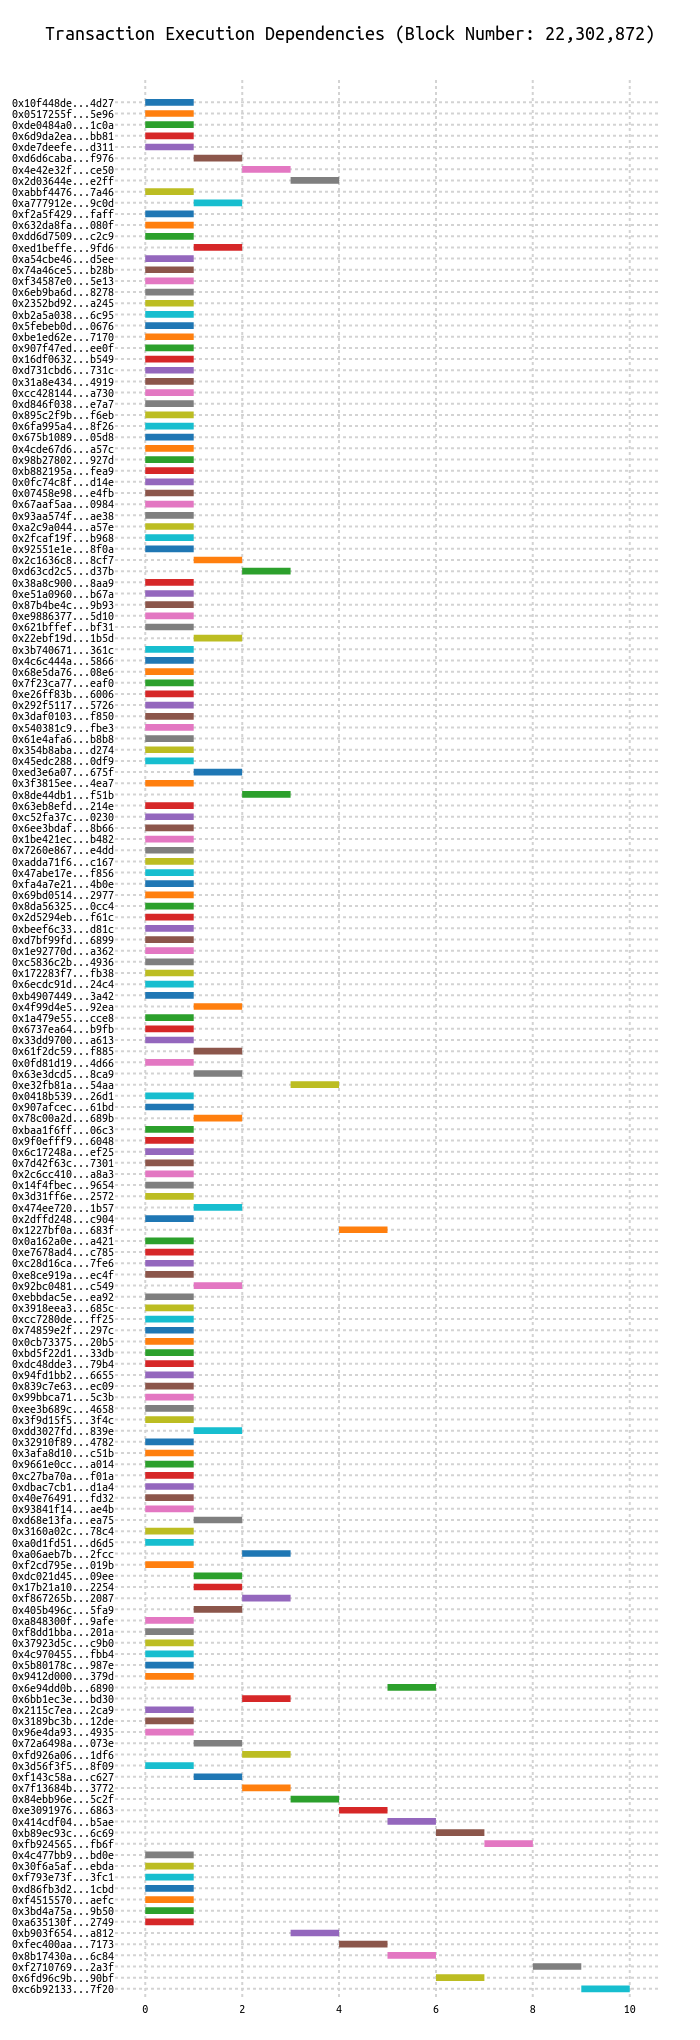 Transaction Execution Dependencies (Block Number: 22,302,872)
0x10f448de...4d27
0x0517255f...5e96
0xde0484a0...1c0a
0x6d9da2ea...bb81
0xde7deefe...d311
0xd6d6caba...f976
0x4e42e32f...ce50
0x2d03644e...e2ff
0xabbf4476...7a46
0xa777912e...9c0d
0xf2a5f429...faff
0x632da8fa...080f
0xdd6d7509...c2c9
0xed1beffe...9fd6
0xa54cbe46...d5ee
0x74a46ce5...b28b
0xf34587e0...5e13
0x6eb9ba6d...8278
0x2352bd92...a245
0xb2a5a038...6c95
0x5febeb0d...0676
0xbe1ed62e...7170
0x907f47ed...ee0f
0x16df0632...b549
0xd731cbd6...731c
0x31a8e434...4919
0xcc428144...a730
0xd846f038...e7a7
0x895c2f9b...f6eb
0x6fa995a4...8f26
0x675b1089...05d8
0x4cde67d6...a57c
0x98b27802...927d
0xb882195a...fea9
0x0fc74c8f...d14e
0x07458e98...e4fb
0x67aaf5aa...0984
0x93aa574f...ae38
0xa2c9a044...a57e
0x2fcaf19f...b968
0x92551e1e...8f0a
0x2c1636c8...8cf7
0xd63cd2c5...d37b
0x38a8c900...8aa9
0xe51a0960...b67a
0x87b4be4c...9b93
0xe9886377...5d10
0x621bffef...bf31
0x22ebf19d...1b5d
0x3b740671...361c
0x4c6c444a...5866
0x68e5da76...08e6
0x7f23ca77...eaf0
0xe26ff83b...6006
0x292f5117...5726
0x3daf0103...f850
0x540381c9...fbe3
0x61e4afa6...b8b8
0x354b8aba...d274
0x45edc288...0df9
0xed3e6a07...675f
0x3f3815ee...4ea7
0x8de44db1...f51b
0x63eb8efd...214e
0xc52fa37c...0230
0x6ee3bdaf...8b66
0x1be421ec...b482
0x7260e867...e4dd
0xadda71f6...c167
0x47abe17e...f856
0xfa4a7e21...4b0e
0x69bd0514...2977
0x8da56325...0cc4
0x2d5294eb...f61c
0xbeef6c33...d81c
0xd7bf99fd...6899
0x1e92770d...a362
0xc5836c2b...4936
0x172283f7...fb38
0x6ecdc91d...24c4
0xb4907449...3a42
0x4f99d4e5...92ea
0x1a479e55...cce8
0x6737ea64...b9fb
0x33dd9700...a613
0x61f2dc59...f885
0x0fd81d19...4d66
0x63e3dcd5...8ca9
0xe32fb81a...54aa
0x0418b539...26d1
0x907afcec...61bd
0x78c00a2d...689b
0xbaa1f6ff...06c3
0x9f0efff9...6048
0x6c17248a...ef25
0x7d42f63c...7301
0x2c6cc410...a8a3
0x14f4fbec...9654
0x3d31ff6e...2572
0x474ee720...1b57
0x2dffd248...c904
0x1227bf0a...683f
0x0a162a0e...a421
0xe7678ad4...c785
0xc28d16ca...7fe6
0xe8ce919a...ec4f
0x92bc0481...c549
0xebbdac5e...ea92
0x3918eea3...685c
0xcc7280de...ff25
0x74859e2f...297c
0x0cb73375...20b5
0xbd5f22d1...33db
0xdc48dde3...79b4
0x94fd1bb2...6655
0x839c7e63...ec09
0x99bbca71...5c3b
0xee3b689c...4658
0x3f9d15f5...3f4c
0xdd3027fd...839e
0x32910f89...4782
0x3afa8d10...c51b
0x9661e0cc...a014
0xc27ba70a...f01a
0xdbac7cb1...d1a4
0x40e76491...fd32
0x93841f14...ae4b
0xd68e13fa...ea75
0x3160a02c...78c4
0xa0d1fd51...d6d5
0xa06aeb7b...2fcc
0xf2cd795e...019b
0xdc021d45...09ee
0x17b21a10...2254
0xf867265b...2087
0x405b496c...5fa9
0xa848300f...9afe
0xf8dd1bba...201a
0x37923d5c...c9b0
0x4c970455...fbb4
0x5b80178c...987e
0x9412d000...379d
0x6e94dd0b...6890
0x6bb1ec3e...bd30
0x2115c7ea...2ca9
0x3189bc3b...12de
0x96e4da93...4935
0x72a6498a...073e
0xfd926a06...1df6
0x3d56f3f5...8f09
0xf143c58a...c627
0x7f13684b...3772
0x84ebb96e...5c2f
0xe3091976...6863
0x414cdf04...b5ae
0xb89ec93c...6c69
0xfb924565...fb6f
0x4c477bb9...bd0e
0x30f6a5af...ebda
0xf793e73f...3fc1
0xd86fb3d2...1cbd
0xf4515570...aefc
0x3bd4a75a...9b50
0xa635130f...2749
0xb903f654...a812
0xfec400aa...7173
0x8b17430a...6c84
0xf2710769...2a3f
0x6fd96c9b...90bf
0xc6b92133...7f20
0 2 4 6 8 10